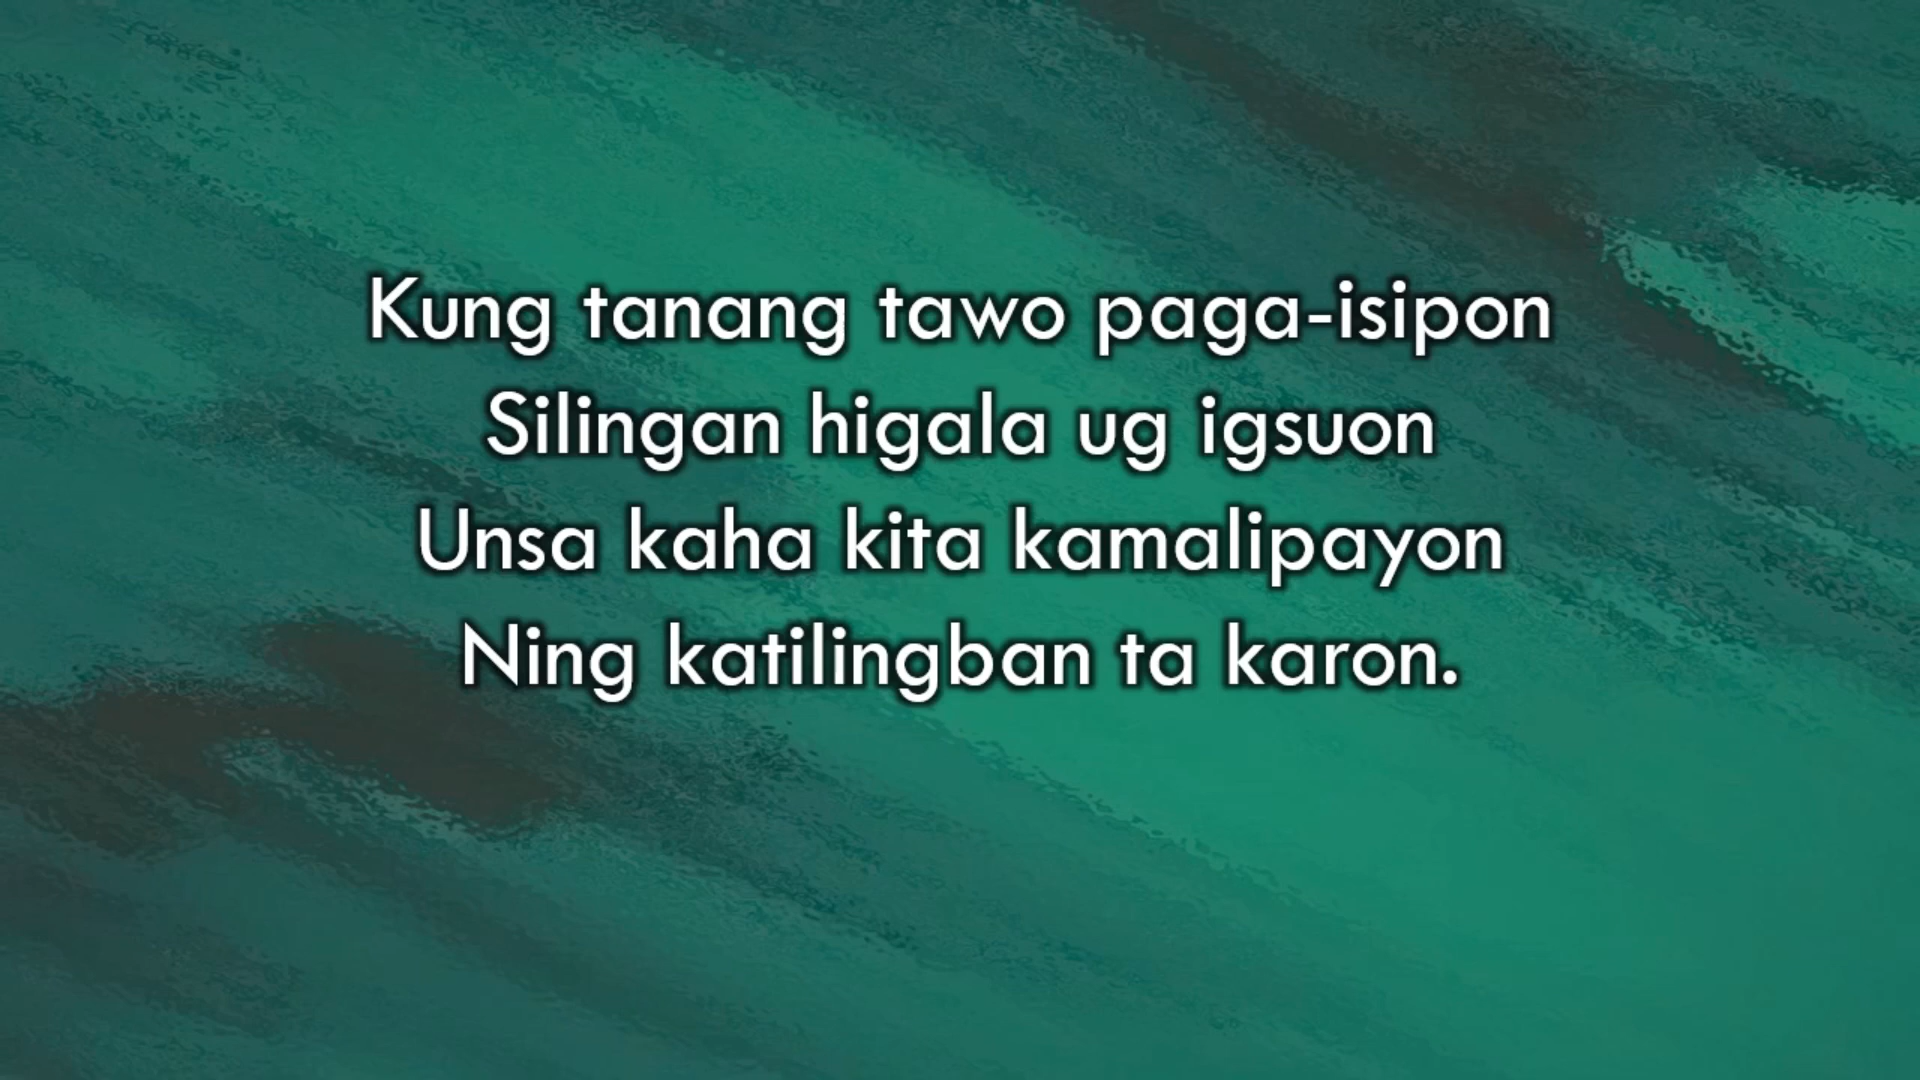 Kung tanang tawo paga-isipon
Silingan higala ug igsuon
Unsa kaha kita kamalipayon
Ning katilingban ta karon.